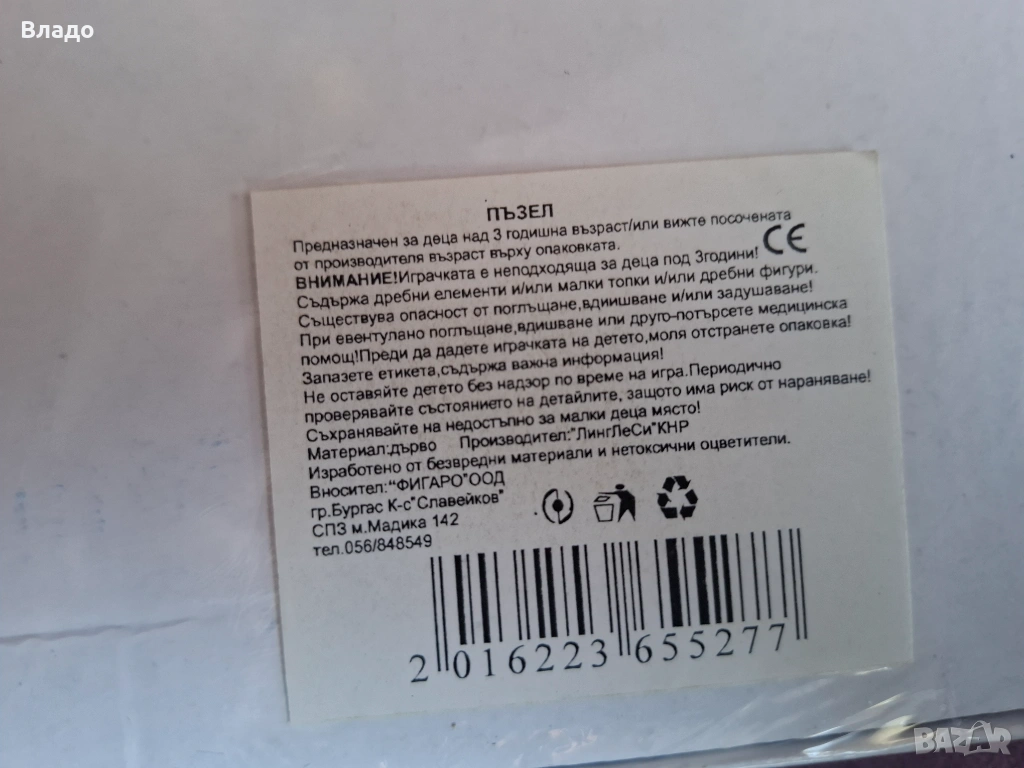 Владо
ПЪЗЕЛ
Предназначен за деца над 3 годишна възраст/или вижте посочената
от производителя възраст върху опаковката.
CE
ВНИМАНИЕ!Играчката е неподходяща за деца под 3години!
Съдържа дребни елементи и/или малки топки и/или дребни фигури.
Съществува опасност от поглъщане,вдиишване и/или задушаване!
При евентулано поглъщане,вдишване или друго-потърсете медицинска
помощ!Преди да дадете играчката на детето,моля отстранете опаковка!
Запазете етикета,съдържа важна информация!
Не оставяйте детето без надзор по време на игра.Периодично
проверявайте състоянието на детайлите, защото има риск от нараняване!
Съхранявайте на недостъпно за малки деца място!
Материал:дърво Производител:"ЛингЛеСи"КНР
Изработено от безвредни материали и нетоксични оцветители.
Вносител:"ФИГАРО"ООД
гр.Бургас К-с"Славейков"
СПЗ м.Мадика 142
тел.056/848549
2 016223 655277
BAZAR